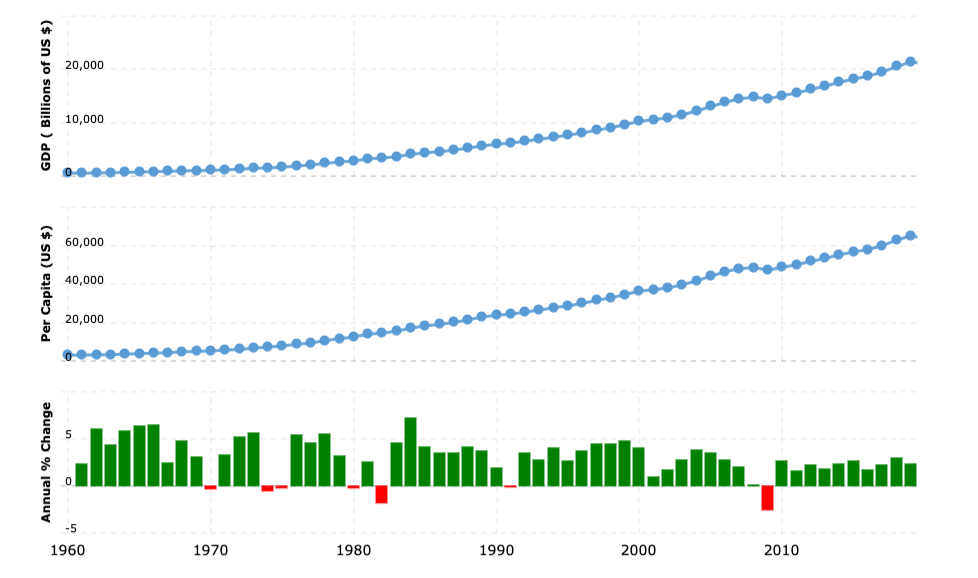 GDP ( Billions of US $)
20,000
10,000
0
Per Capita (US $)
60,000
40,000
20,000
0
Annual % Change
5
0
-5
1960 1970 1980 1990 2000 2010